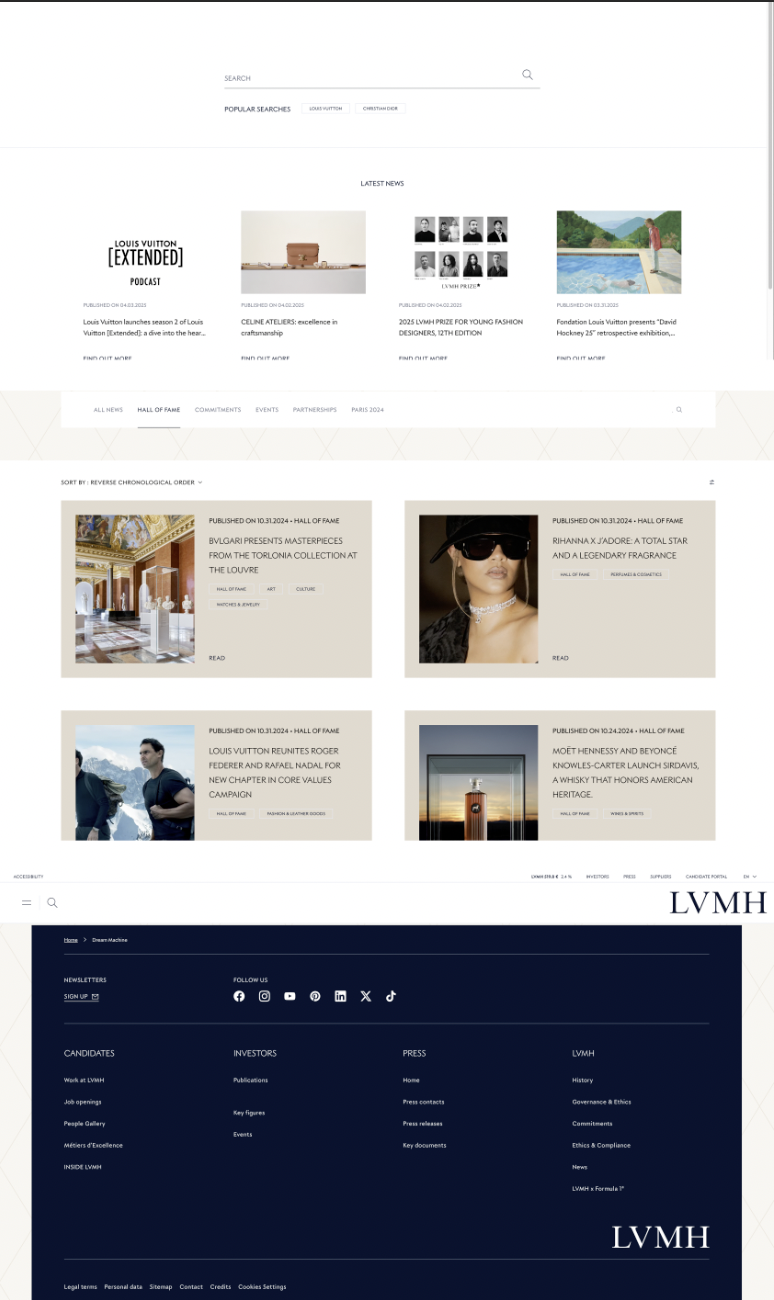 SEARCH
POPULAR SEARCHES
LOUIS VUITTON
CHRISTIAN DIOR
LATEST NEWS
LOUIS VUITTON
[EXTENDED]
PODCAST
PUBLISHED ON 04.03.2025
Louis Vuitton launches season 2 of Louis
Vuitton [Extended]: a dive into the hear...
FIND OUT MORE
PUBLISHED ON 04.02.2025
CELINE ATELIERS: excellence in
craftsmanship
FIND OUT MORE
LVMH PRIZE
PUBLISHED ON 04.02.2025
2025 LVMH PRIZE FOR YOUNG FASHION
DESIGNERS, 12TH EDITION
FIND OUT MORE
PUBLISHED ON 03.31.2025
Fondation Louis Vuitton presents "David
Hockney 25" retrospective exhibition,...
FIND OUT MORE
ALL NEWS
HALL OF FAME
COMMITMENTS
EVENTS
PARTNERSHIPS
PARIS 2024
SORT BY : REVERSE CHRONOLOGICAL ORDER
PUBLISHED ON 10.31.2024 • HALL OF FAME
BVLGARI PRESENTS MASTERPIECES
FROM THE TORLONIA COLLECTION AT
THE LOUVRE
HALL OF FAME
ART
CULTURE
WATCHES & JEWELRY
READ
PUBLISHED ON 10.31.2024 • HALL OF FAME
RIHANNA X J'ADORE: A TOTAL STAR
AND A LEGENDARY FRAGRANCE
HALL OF FAME
PERFUMES & COSMETICS
READ
PUBLISHED ON 10.31.2024 • HALL OF FAME
LOUIS VUITTON REUNITES ROGER
FEDERER AND RAFAEL NADAL FOR
NEW CHAPTER IN CORE VALUES
CAMPAIGN
HALL OF FAME
FASHION & LEATHER GOODS
PUBLISHED ON 10.24.2024 • HALL OF FAME
MOËT HENNESSY AND BEYONCÉ
KNOWLES-CARTER LAUNCH SIRDAVIS,
A WHISKY THAT HONORS AMERICAN
HERITAGE.
HALL OF FAME
WINES & SPIRITS
ACCESSIBILITY
INVESTORS
PRESS
SUPPLIERS
CANDIDATE PORTAL
EN
LVMH
Home > Dream Machine
NEWSLETTERS
SIGN UP
FOLLOW US
CANDIDATES
Work at LVMH
Job openings
People Gallery
Métiers d'Excellence
INSIDE LVMH
INVESTORS
Publications
Key figures
Events
PRESS
Home
Press contacts
Press releases
Key documents
LVMH
History
Governance & Ethics
Commitments
Ethics & Compliance
News
LVMH x Formula 1®
LVMH
Legal terms
Personal data
Sitemap
Contact
Credits
Cookies Settings